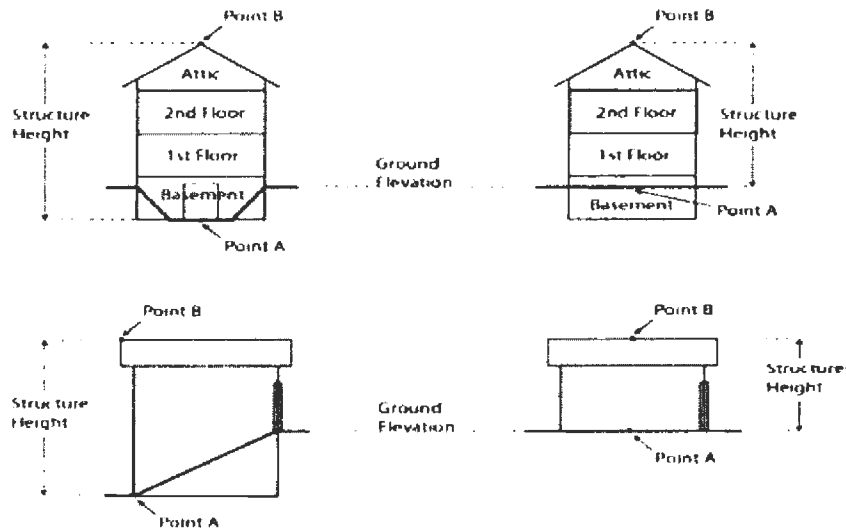 Point B
Attic
2nd Floor
1st Floor
Basement
Structure
Height
Point A
Ground
Elevation
Point B
Attic
2nd Floor
1st Floor
Basement
Structure
Height
Point A
Point B
Structure
Height
Point A
Ground
Elevation
Point B
Structure
Height
Point A